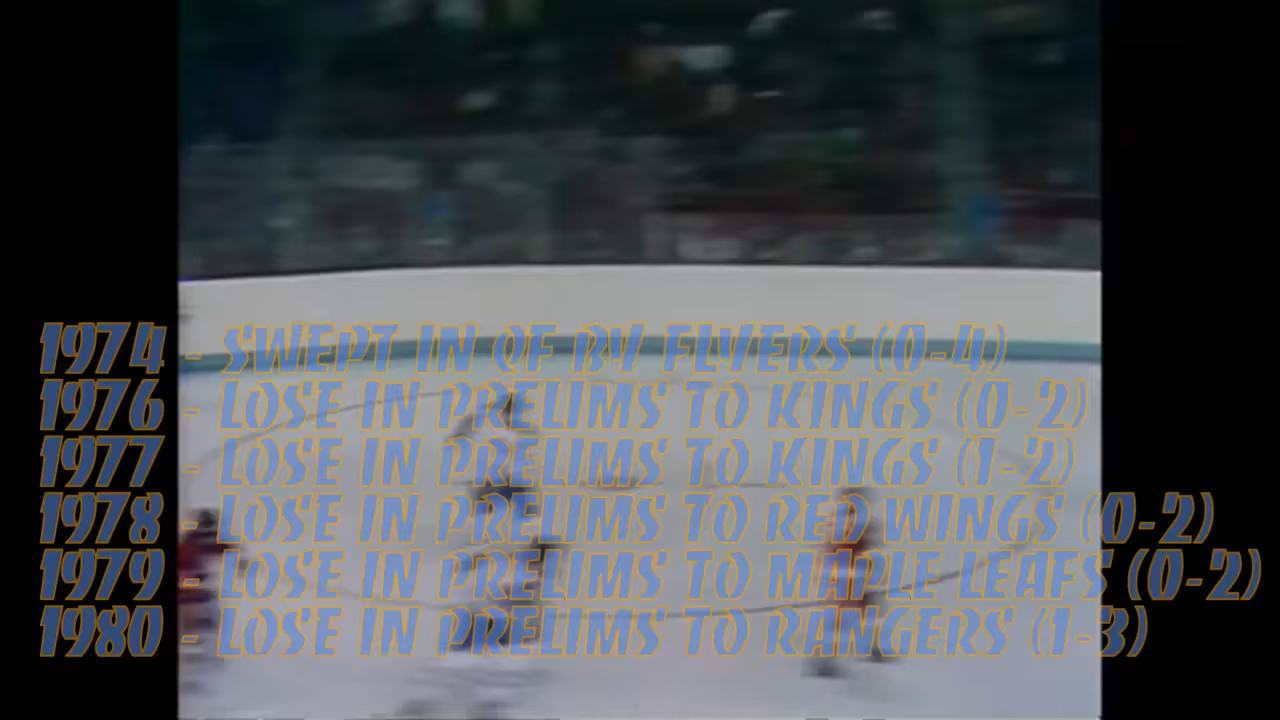 1974 - SWEPT IN QF BY FLYERS (0-4)
1976 - LOSE IN PRELIMS TO KINGS (0-2)
1977 - LOSE IN PRELIMS TO KINGS (1-2)
1978 - LOSE IN PRELIMS TO RED WINGS (0-2)
1979 - LOSE IN PRELIMS TO MAPLE LEAFS (0-2)
1980 - LOSE IN PRELIMS TO RANGERS (1-3)